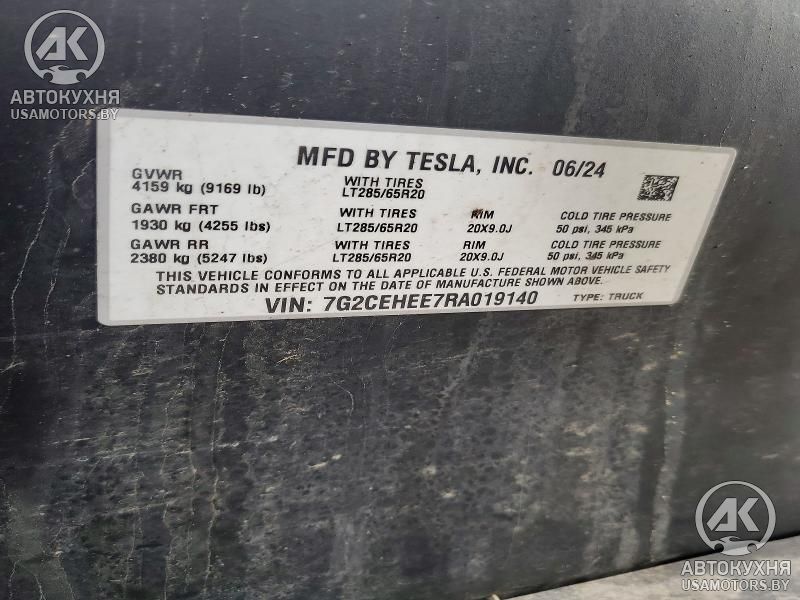 AK
АВТОКУХНЯ
USAMOTORS.BY
MFD BY TESLA, INC. 06/24
GVWR
4159 kg (9169 lb) WITH TIRES LT285/65R20
GAWR FRT WITH TIRES RIM COLD TIRE PRESSURE
1930 kg (4255 lbs) LT285/65R20 20X9.0J 50 psi, 345 kPa
GAWR RR WITH TIRES RIM COLD TIRE PRESSURE
2380 kg (5247 lbs) LT285/65R20 20X9.0J 50 psi, 345 kPa
THIS VEHICLE CONFORMS TO ALL APPLICABLE U.S. FEDERAL MOTOR VEHICLE SAFETY
STANDARDS IN EFFECT ON THE DATE OF MANUFACTURE SHOWN ABOVE.
VIN: 7G2CEHEE7RA019140 TYPE: TRUCK
AK
АВТОКУХНЯ
USAMOTORS.BY